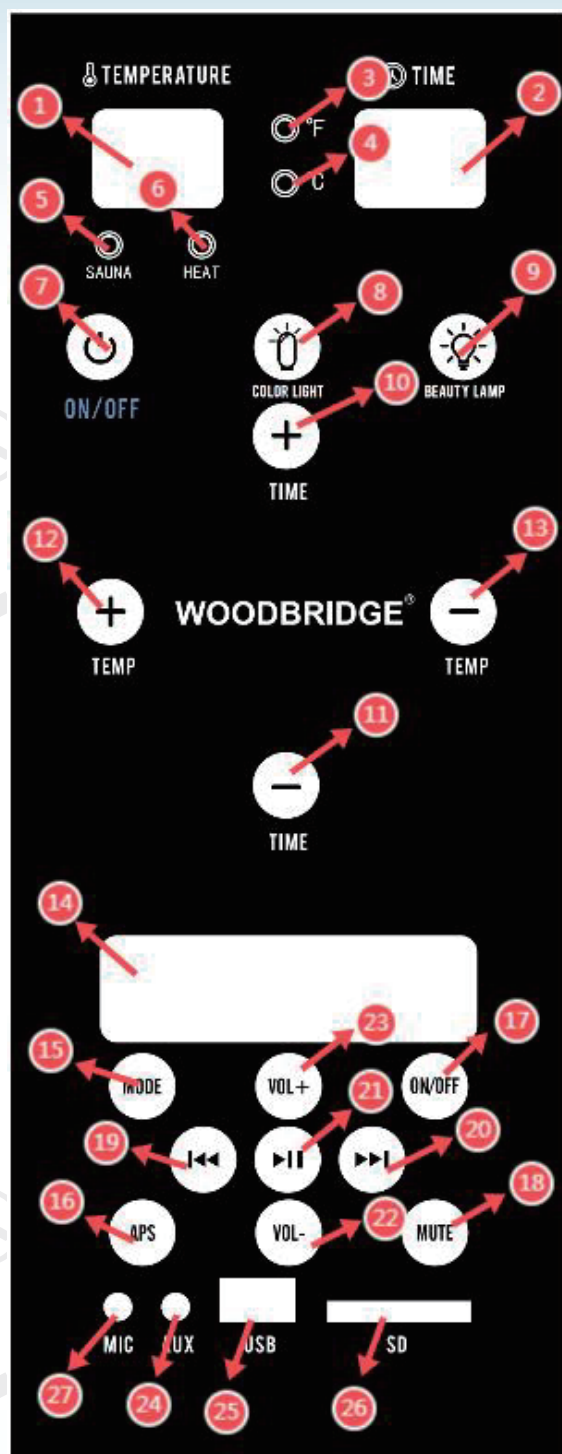 TEMPERATURE TIME
3
1 2
°F
4
6 °C
5
SAUNA HEAT
7 8 9
COLOR LIGHT 10 BEAUTY LAMP
ON/OFF
+
TIME
12 13
+ WOODBRIDGE® -
TEMP TEMP
11
-
TIME
14
23 17
15
MODE VOL+ ON/OFF
21
19 20
16 22 18
APS VOL- MUTE
MIC AUX USB SD
27 24 25 26